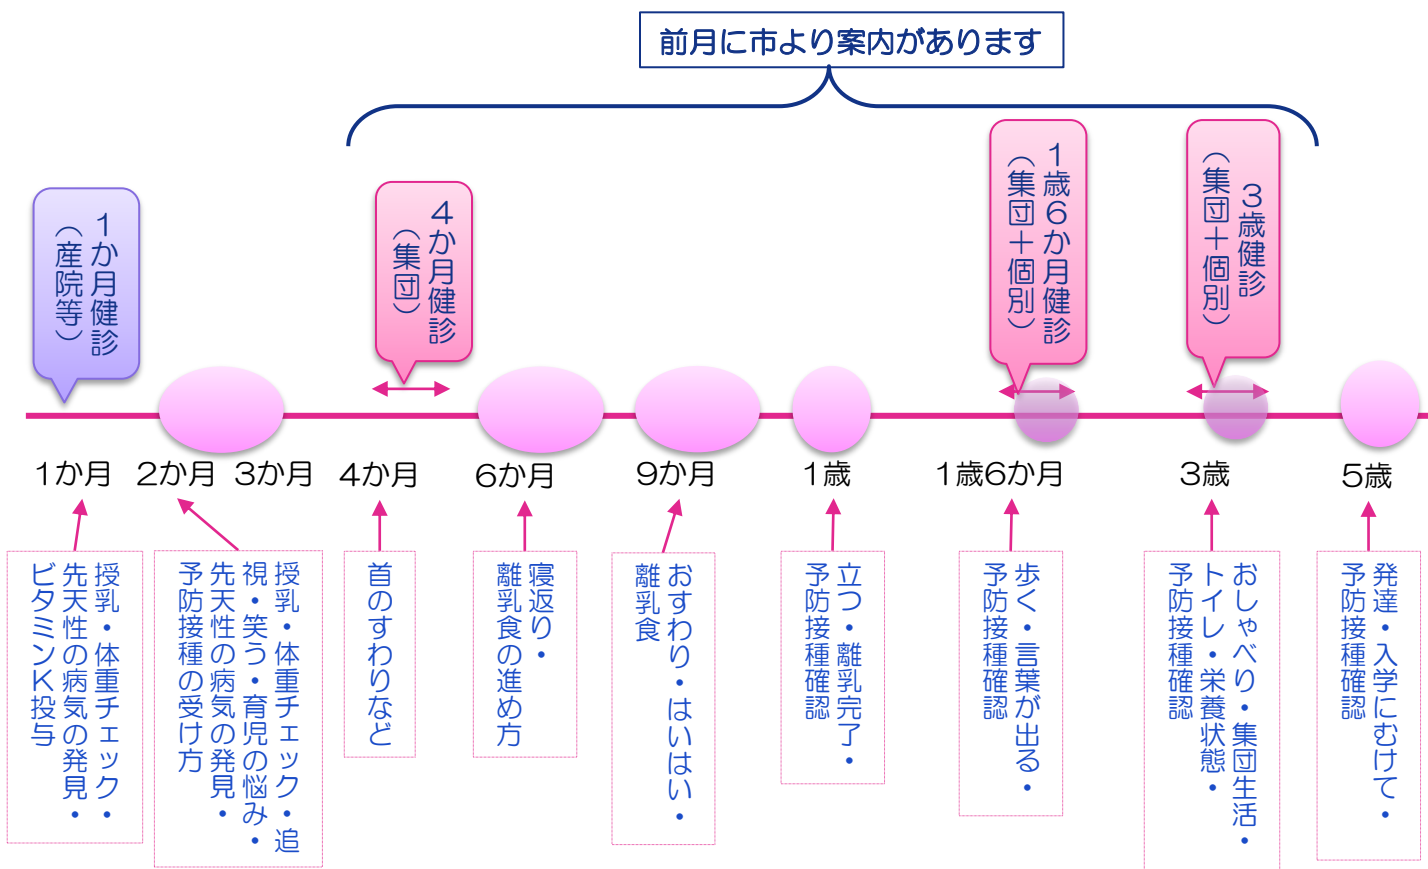 前月に市より案内があります
1か月健診
（産院等）
4か月健診
（集団）
1歳6か月健診
（集団＋個別）
3歳健診
（集団＋個別）
1か月
2か月
3か月
4か月
6か月
9か月
1歳
1歳6か月
3歳
5歳
授乳・体重チェック・
先天性の病気の発見・
ビタミンK投与
授乳・体重チェック・追
視・笑う・育児の悩み・
先天性の病気の発見・
予防接種の受け方
首のすわりなど
寝返り・
離乳食の進め方
おすわり・はいはい・
離乳食
立つ・離乳完了・
予防接種確認
歩く・言葉が出る・
予防接種確認
おしゃべり・集団生活・
トイレ・栄養状態・
予防接種確認
発達・入学にむけて・
予防接種確認